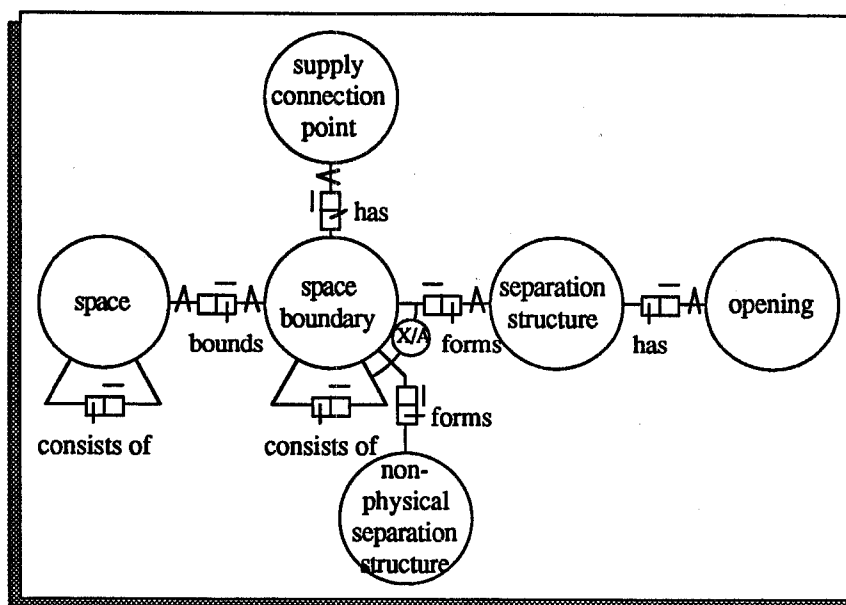 supply
connection
point
has
space
bounds
space
boundary
X/A
forms
separation
structure
has
opening
consists of
consists of
forms
non-
physical
separation
structure